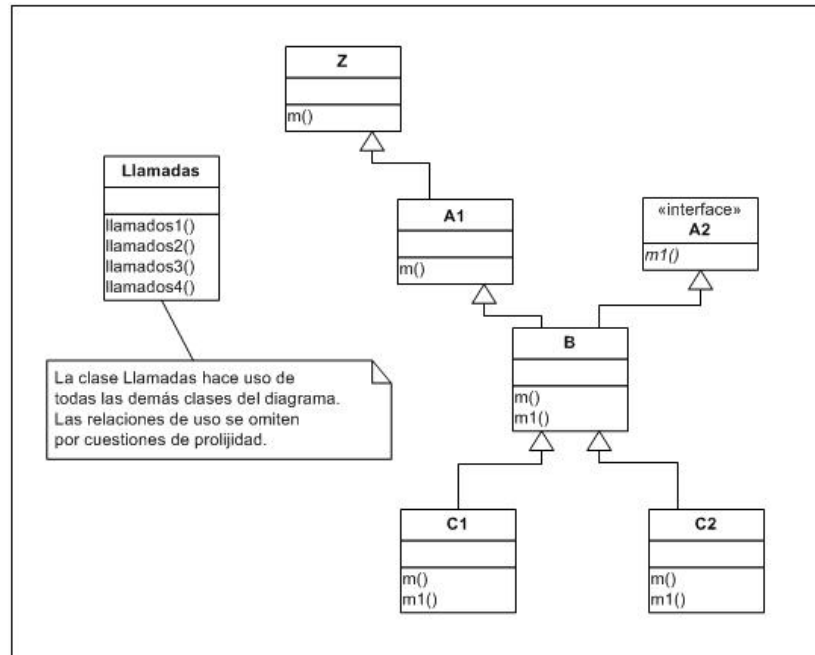 Z
m()
Llamadas
llamados1()
llamados2()
llamados3()
llamados4()
A1
m()
«interface»
A2
m1()
B
m()
m1()
La clase Llamadas hace uso de
todas las demás clases del diagrama.
Las relaciones de uso se omiten
por cuestiones de prolijidad.
C1
m()
m1()
C2
m()
m1()